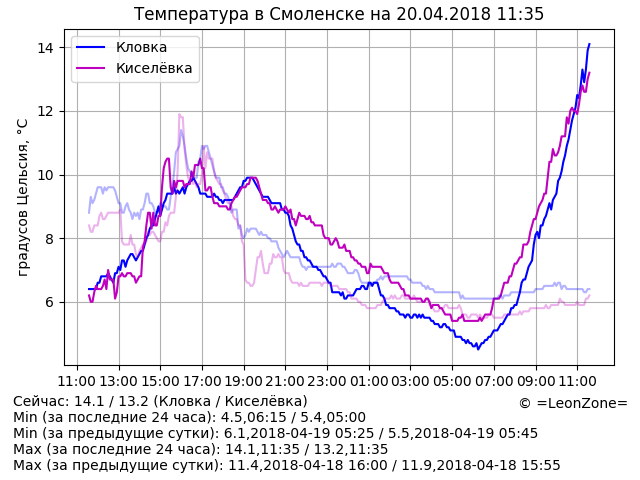 Температура в Смоленске на 20.04.2018 11:35
Кловка
Киселёвка
градусов Цельсия, °C
14
12
10
8
6
11:00 13:00 15:00 17:00 19:00 21:00 23:00 01:00 03:00 05:00 07:00 09:00 11:00
Сейчас: 14.1 / 13.2 (Кловка / Киселёвка)
© =LeonZone=
Min (за последние 24 часа): 4.5,06:15 / 5.4,05:00
Min (за предыдущие сутки): 6.1,2018-04-19 05:25 / 5.5,2018-04-19 05:45
Max (за последние 24 часа): 14.1,11:35 / 13.2,11:35
Max (за предыдущие сутки): 11.4,2018-04-18 16:00 / 11.9,2018-04-18 15:55